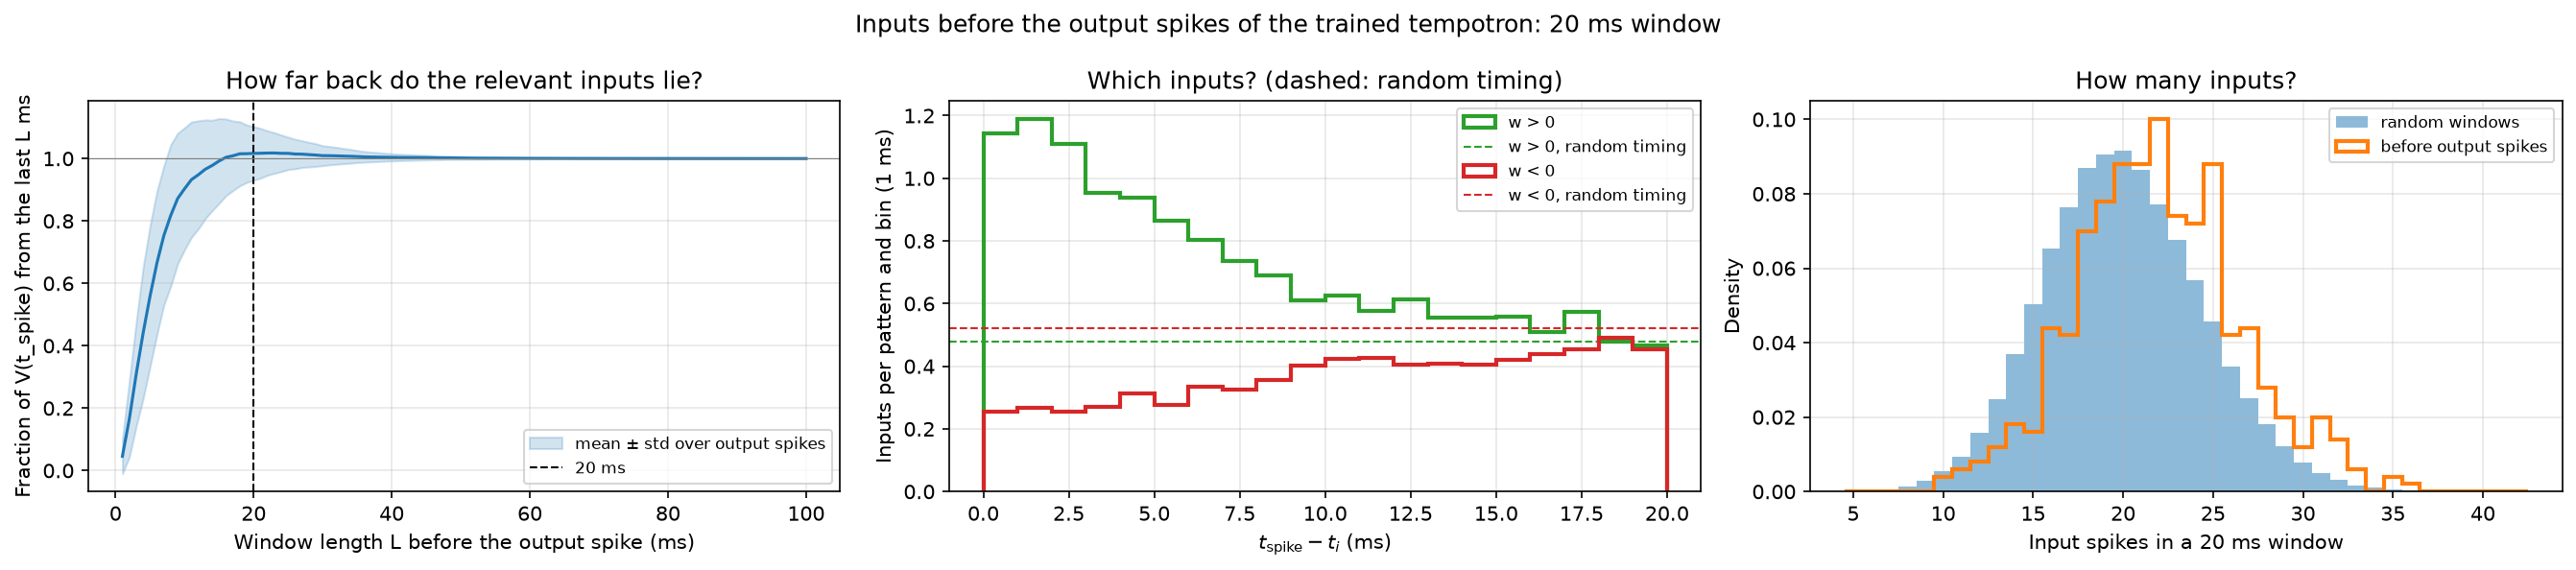 Inputs before the output spikes of the trained tempotron: 20 ms window
How far back do the relevant inputs lie?
Fraction of V(t_spike) from the last L ms
1.0
0.8
0.6
0.4
0.2
0.0
mean ± std over output spikes
20 ms
0
20
40
60
80
100
Window length L before the output spike (ms)
Which inputs? (dashed: random timing)
Inputs per pattern and bin (1 ms)
1.2
1.0
0.8
0.6
0.4
0.2
0.0
w > 0
w > 0, random timing
w < 0
w < 0, random timing
0.0
2.5
5.0
7.5
10.0
12.5
15.0
17.5
20.0
t_spike − t_i (ms)
How many inputs?
Density
0.10
0.08
0.06
0.04
0.02
0.00
random windows
before output spikes
5
10
15
20
25
30
35
40
Input spikes in a 20 ms window